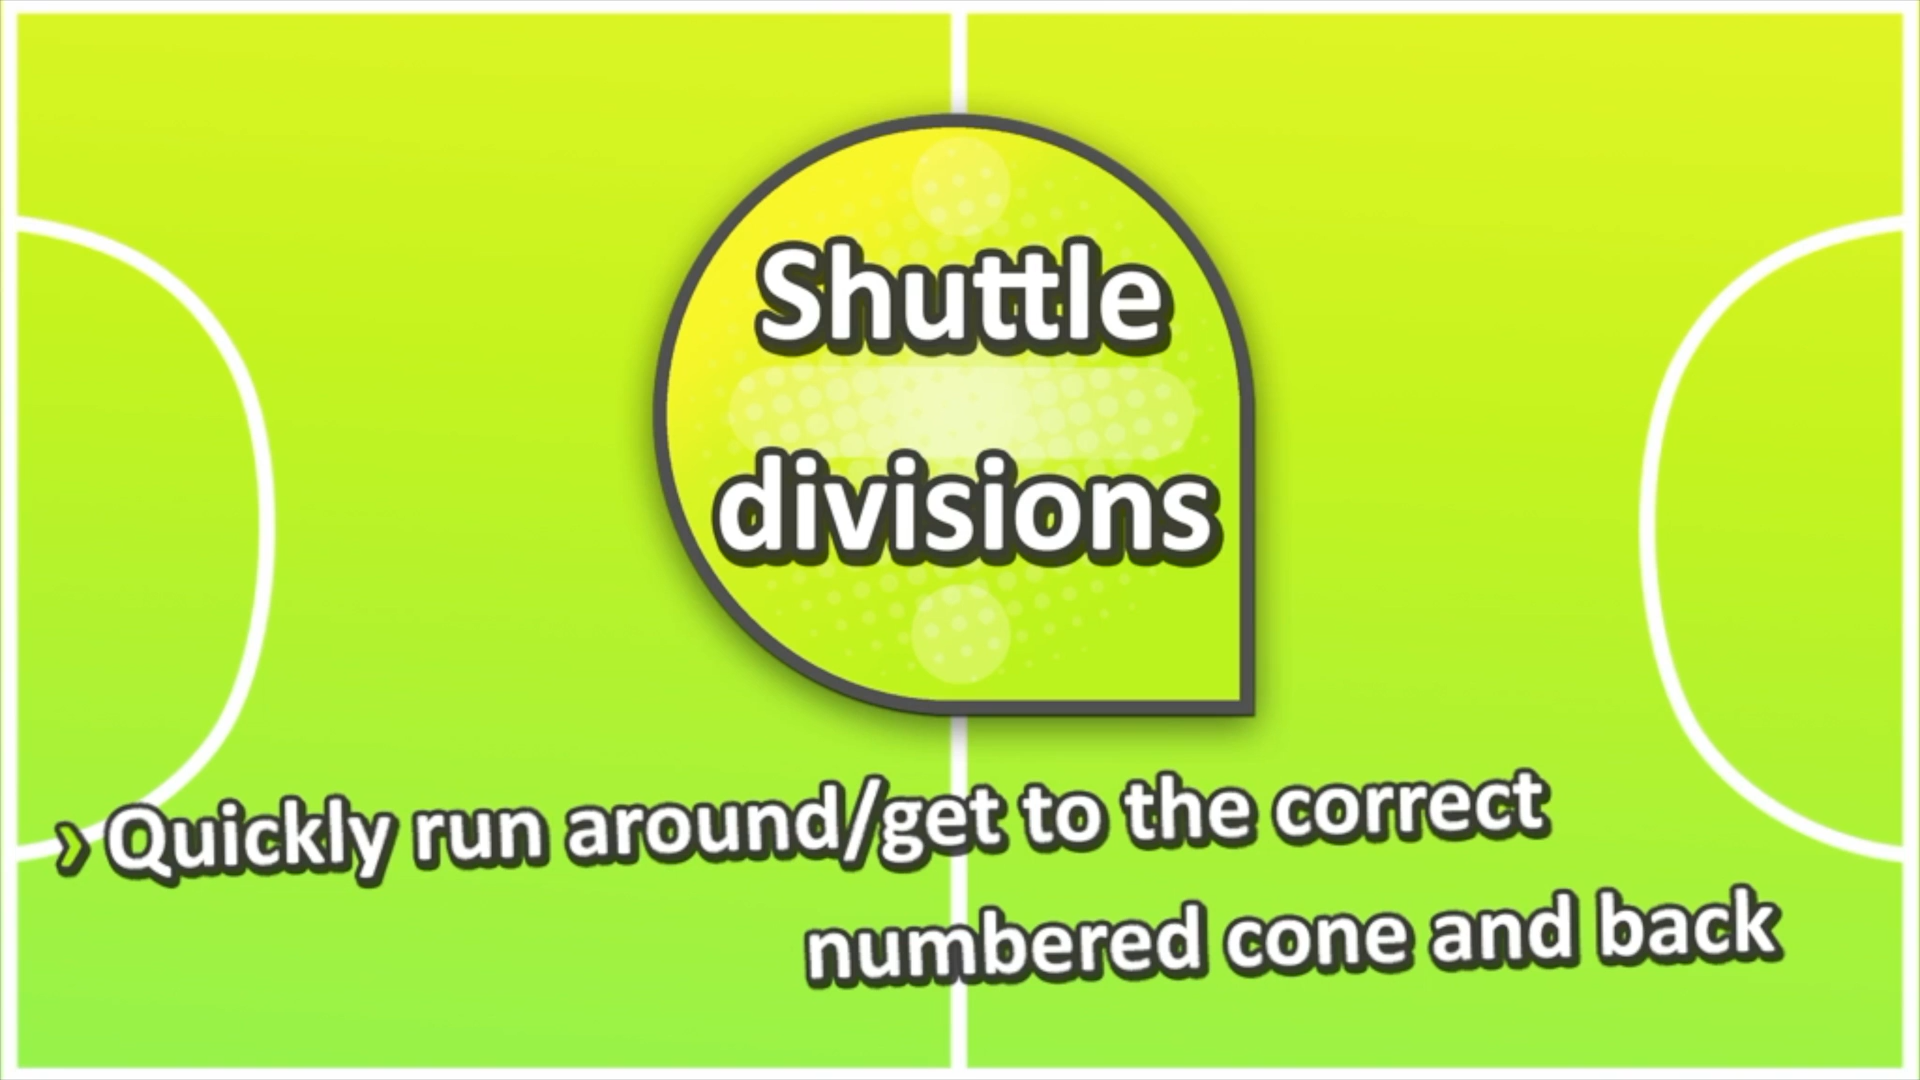 Shuttle
divisions
› Quickly run around/get to the correct
numbered cone and back